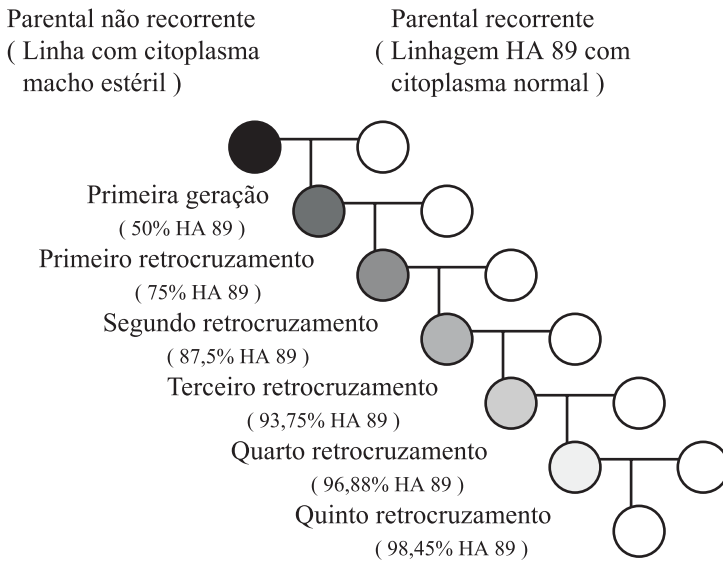 Parental não recorrente
( Linha com citoplasma
macho estéril )
Parental recorrente
( Linhagem HA 89 com
citoplasma normal )
Primeira geração
( 50% HA 89 )
Primeiro retrocruzamento
( 75% HA 89 )
Segundo retrocruzamento
( 87,5% HA 89 )
Terceiro retrocruzamento
( 93,75% HA 89 )
Quarto retrocruzamento
( 96,88% HA 89 )
Quinto retrocruzamento
( 98,45% HA 89 )